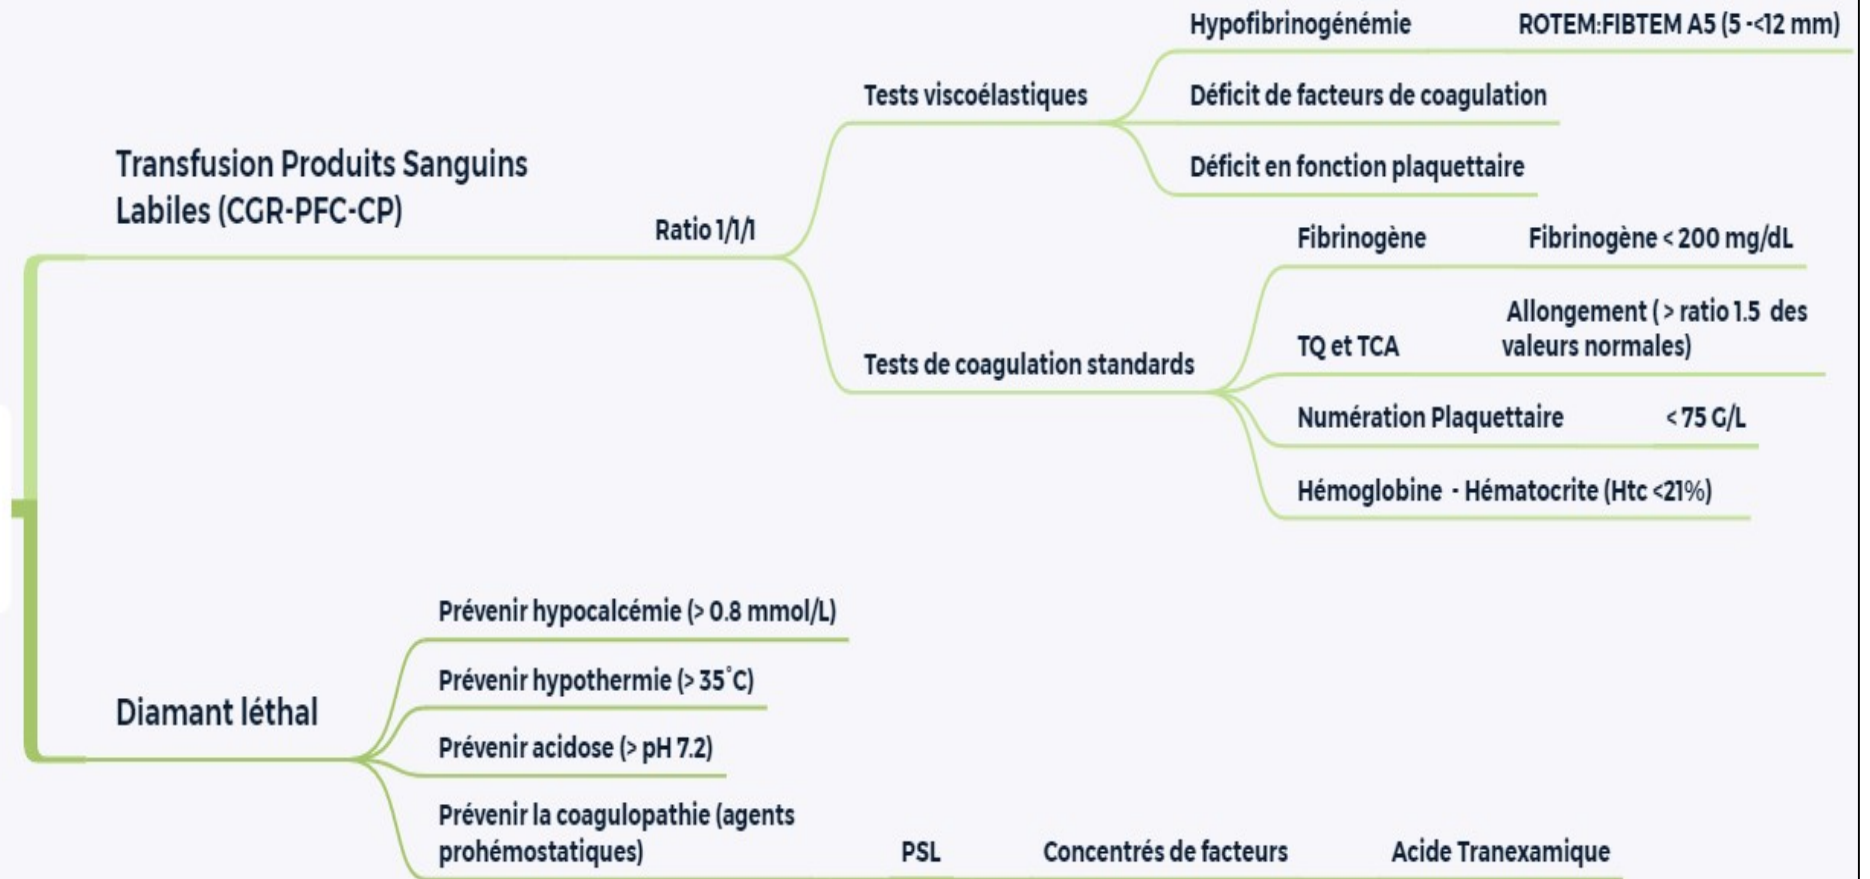 Hypofibrinogénémie
ROTEM:FIBTEM A5 (5 -<12 mm)
Tests viscoélastiques
Déficit de facteurs de coagulation
Déficit en fonction plaquettaire
Transfusion Produits Sanguins
Labiles (CGR-PFC-CP)
Ratio 1/1/1
Fibrinogène
Fibrinogène < 200 mg/dL
Allongement ( > ratio 1.5 des
valeurs normales)
TQ et TCA
Tests de coagulation standards
Numération Plaquettaire
< 75 G/L
Hémoglobine - Hématocrite (Htc <21%)
Prévenir hypocalcémie (> 0.8 mmol/L)
Prévenir hypothermie (> 35°C)
Diamant léthal
Prévenir acidose (> pH 7.2)
Prévenir la coagulopathie (agents
prohémostatiques)
PSL
Concentrés de facteurs
Acide Tranexamique